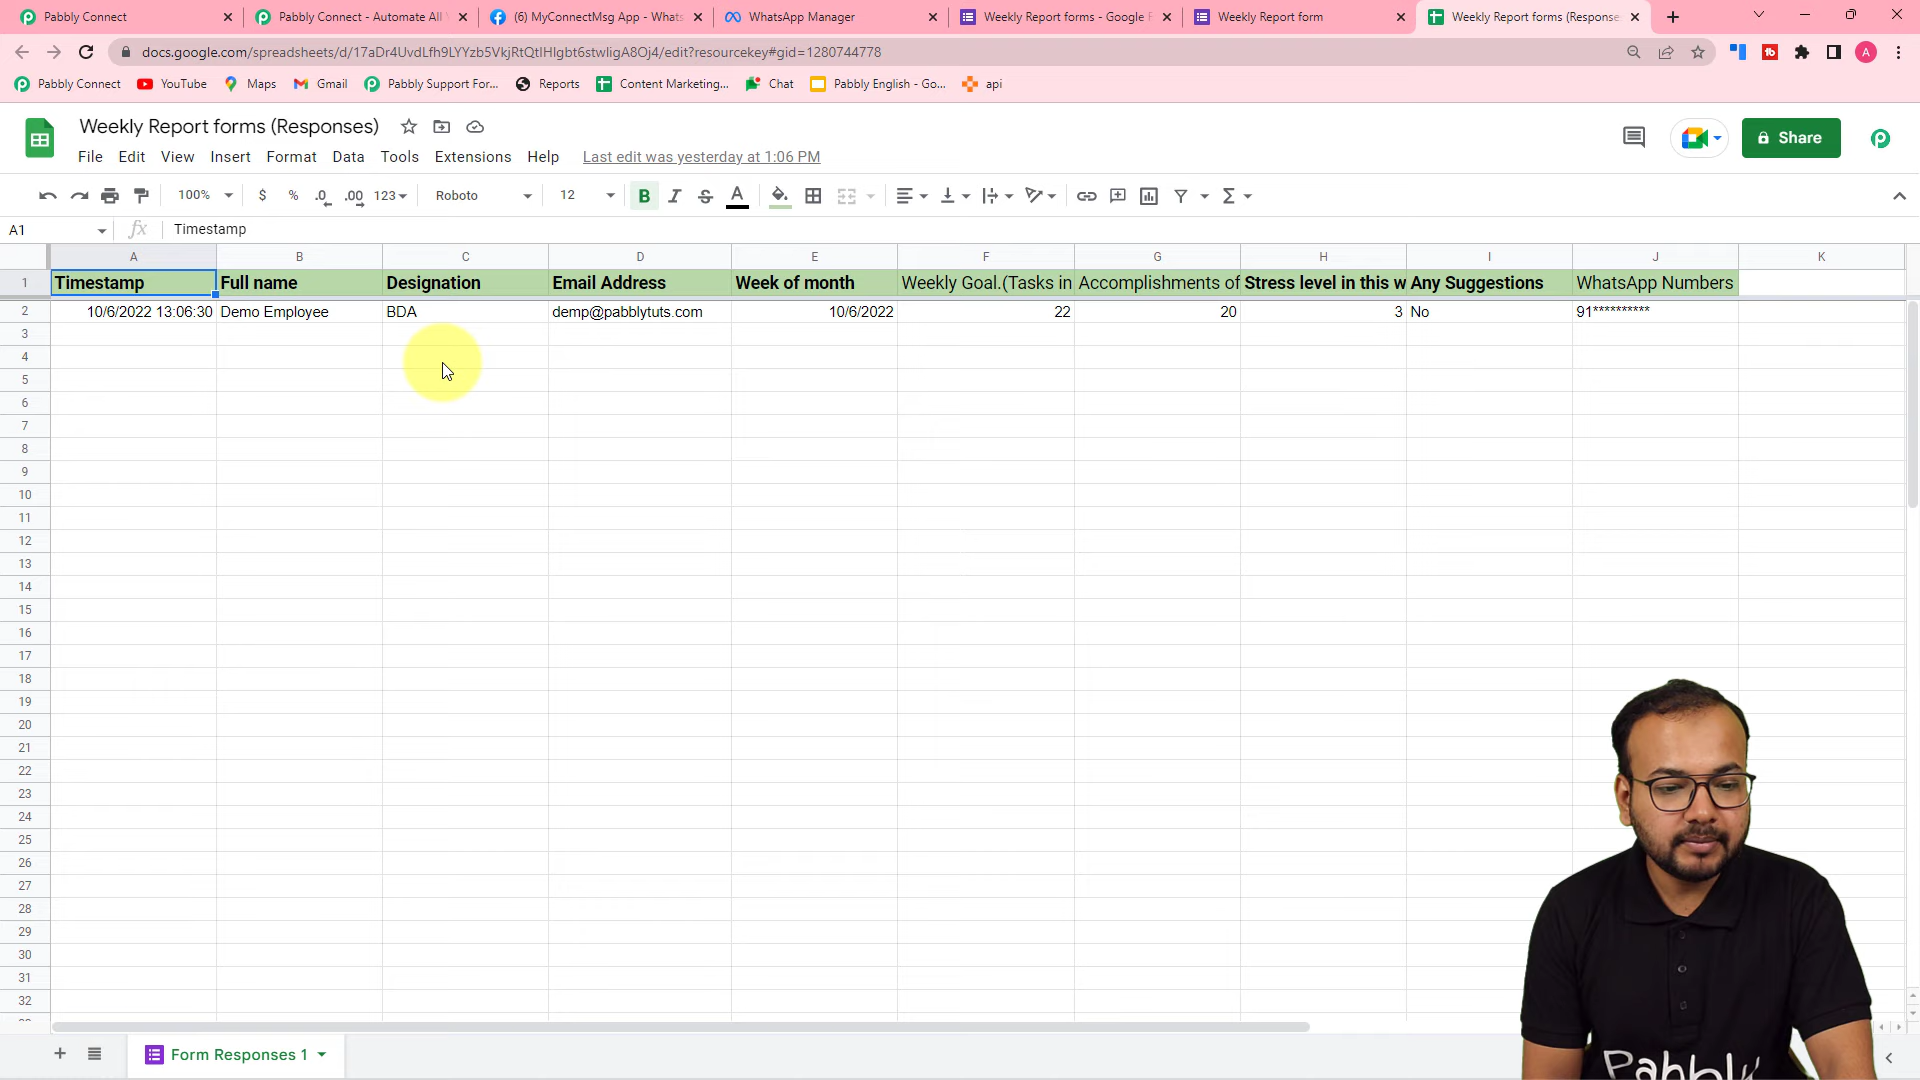 Pabbly Connect
Pabbly Connect - Automate All
(6) MyConnectMsg App - Whats
WhatsApp Manager
Weekly Report forms - Google F
Weekly Report form
Weekly Report forms (Response
docs.google.com/spreadsheets/d/17aDr4UvdLfh9LYYzb5VkjRtQtIHIgbt6stwligA8Oj4/edit?resourcekey#gid=1280744778
A
Pabbly Connect
YouTube
Maps
Gmail
Pabbly Support For...
Reports
Content Marketing...
Chat
Pabbly English - Go...
api
Weekly Report forms (Responses)
Share
File Edit View Insert Format Data Tools Extensions Help Last edit was yesterday at 1:06 PM
100% $ % .0 .00 123 Roboto 12 B I S A
A1 fx Timestamp
A B C D E F G H I J K
1 Timestamp Full name Designation Email Address Week of month Weekly Goal.(Tasks in Accomplishments of Stress level in this w Any Suggestions WhatsApp Numbers
2 10/6/2022 13:06:30 Demo Employee BDA demp@pabblytuts.com 10/6/2022 22 20 3 No 91**********
3
4
5
6
7
8
9
10
11
12
13
14
15
16
17
18
19
20
21
22
23
24
25
26
27
28
29
30
31
32
Form Responses 1
Pabbly